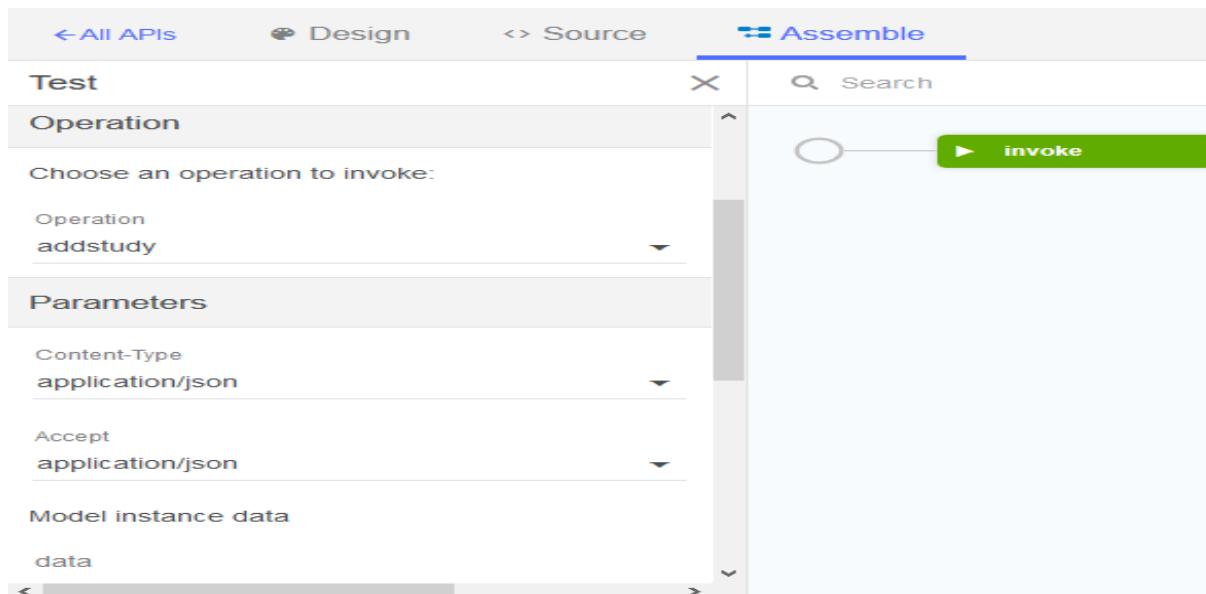 All APIs Design Source Assemble
Test
Search
Operation
invoke
Choose an operation to invoke:
Operation
addstudy
Parameters
Content-Type
application/json
Accept
application/json
Model instance data
data